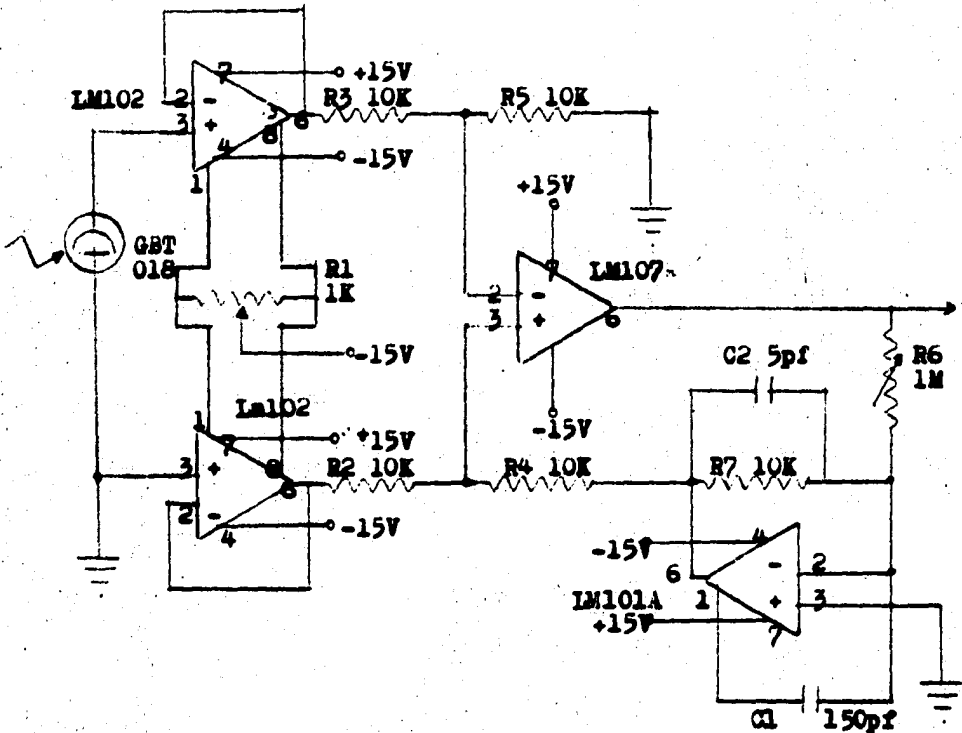 7 +15V
LM102 2 - R3 10K R5 10K
3 + 8 6
4 -15V
1
+15V
GBT
018
R1
1K
7 LM107
2 -
3 + 6
-15V
C2 5pf
R6
1M
-15V
Lm102
1 7 +15V
3 + 8 R2 10K R4 10K R7 10K
6
2 -
4 -15V
-15V 4
6 - 2
LM101A 1 + 3
+15V 7
C1 150pf